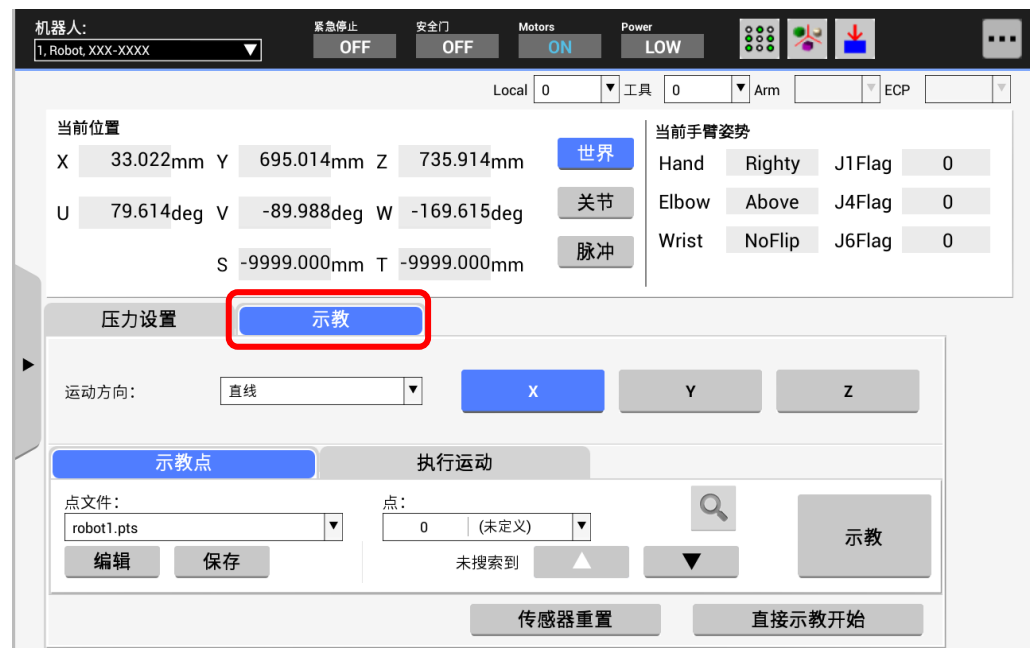 机器人: 紧急停止 安全门 Motors Power
1, Robot, XXX-XXXX OFF OFF ON LOW
Local 0 工具 0 Arm ECP
当前位置 当前手臂姿势
X 33.022mm Y 695.014mm Z 735.914mm 世界 Hand Righty J1Flag 0
U 79.614deg V -89.988deg W -169.615deg 关节 Elbow Above J4Flag 0
S -9999.000mm T -9999.000mm 脉冲 Wrist NoFlip J6Flag 0
压力设置 示教
运动方向: 直线 X Y Z
示教点 执行运动
点文件: 点:
robot1.pts 0 (未定义) 示教
编辑 保存 未搜索到
传感器重置 直接示教开始